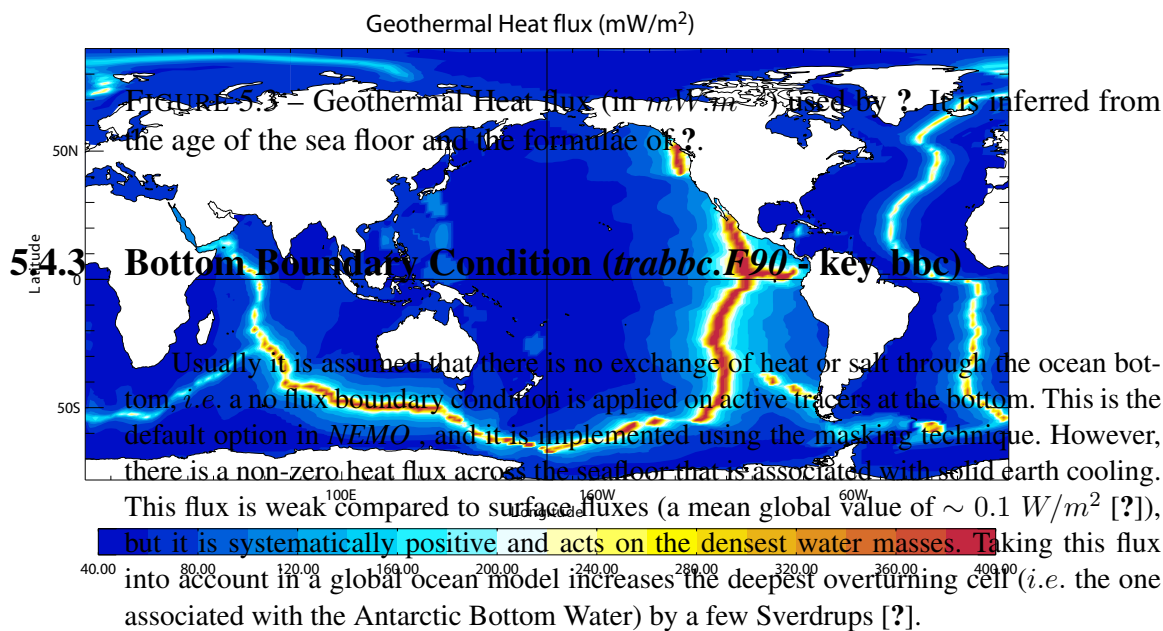 Geothermal Heat flux (mW/m²)
FIGURE 5.3 – Geothermal Heat flux (in mW.m⁻²) used by ?. It is inferred from
the age of the sea floor and the formulae of ?.
50N
5.4.3 Bottom Boundary Condition (trabbc.F90 - key_bbc)
Latitude
0
Usually it is assumed that there is no exchange of heat or salt through the ocean bot-
tom, i.e. a no flux boundary condition is applied on active tracers at the bottom. This is the
50S
default option in NEMO , and it is implemented using the masking technique. However,
there is a non-zero heat flux across the seafloor that is associated with solid earth cooling.
100E 160W 60W
This flux is weak compared to surface fluxes (a mean global value of ∼ 0.1 W/m² [?]),
Longitude
but it is systematically positive and acts on the densest water masses. Taking this flux
40.00 80.00 120.00 160.00 200.00 240.00 280.00 320.00 360.00 400.00
into account in a global ocean model increases the deepest overturning cell (i.e. the one
associated with the Antarctic Bottom Water) by a few Sverdrups [?].